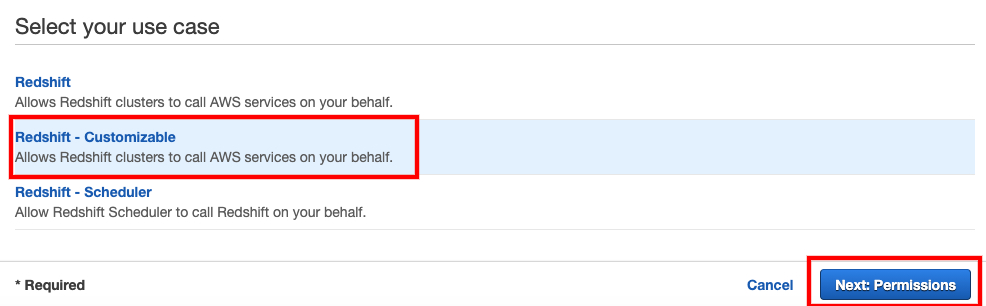 Select your use case
Redshift
Allows Redshift clusters to call AWS services on your behalf.
Redshift - Customizable
Allows Redshift clusters to call AWS services on your behalf.
Redshift - Scheduler
Allow Redshift Scheduler to call Redshift on your behalf.
* Required Cancel Next: Permissions